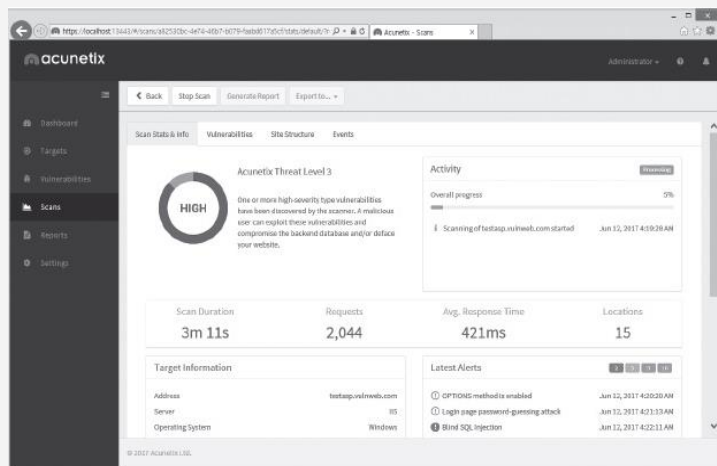 https://localhost:13443/#/scans/
Acunetix - Scans
acunetix
Administrator
Back
Stop Scan
Generate Report
Export to...
Dashboard
Targets
Vulnerabilities
Scans
Reports
Settings
Scan Stats & Info
Vulnerabilities
Site Structure
Events
HIGH
Acunetix Threat Level 3
One or more high-severity type vulnerabilities
have been discovered by the scanner. A malicious
user can exploit these vulnerabilities and
compromise the backend database and/or deface
your website.
Activity
Processing
Overall progress
5%
Scanning of testasp.vulnweb.com started
Jun 12, 2017 4:19:20 AM
Scan Duration
Requests
Avg. Response Time
Locations
3m 11s
2,044
421ms
15
Target Information
Address
testasp.vulnweb.com
Server
IIS
Operating System
Windows
Latest Alerts
OPTIONS method is enabled
Jun 12, 2017 4:20:20 AM
Login page password-guessing attack
Jun 12, 2017 4:21:13 AM
Blind SQL Injection
Jun 12, 2017 4:22:11 AM
© 2017 Acunetix Ltd.